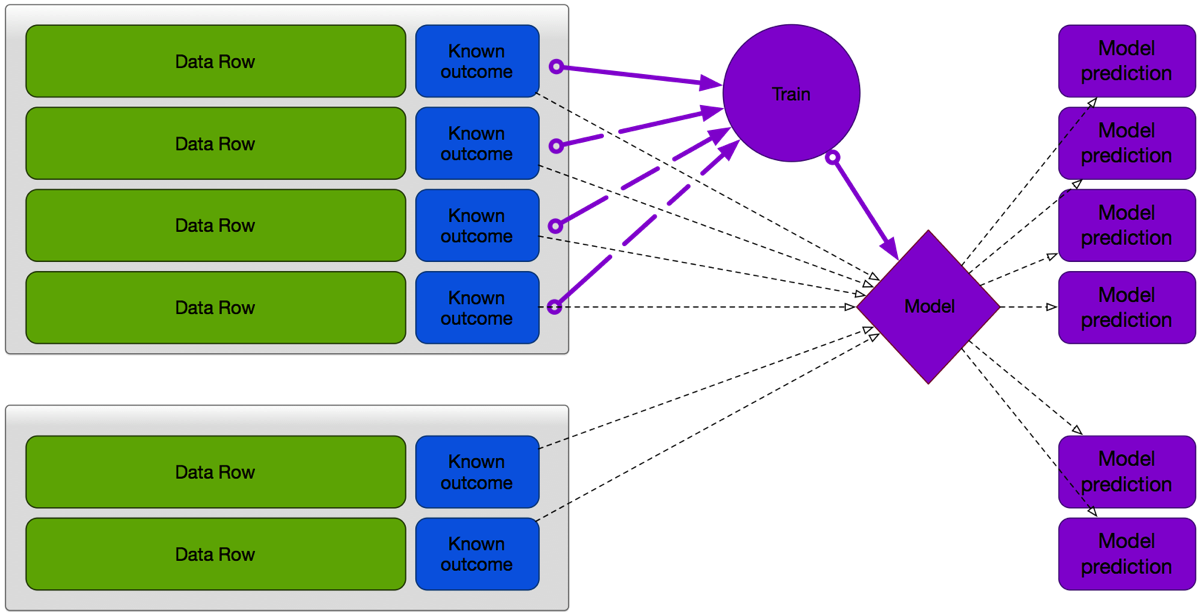 Data Row
Known
outcome
Data Row
Known
outcome
Data Row
Known
outcome
Data Row
Known
outcome
Data Row
Known
outcome
Data Row
Known
outcome
Train
Model
Model
prediction
Model
prediction
Model
prediction
Model
prediction
Model
prediction
Model
prediction